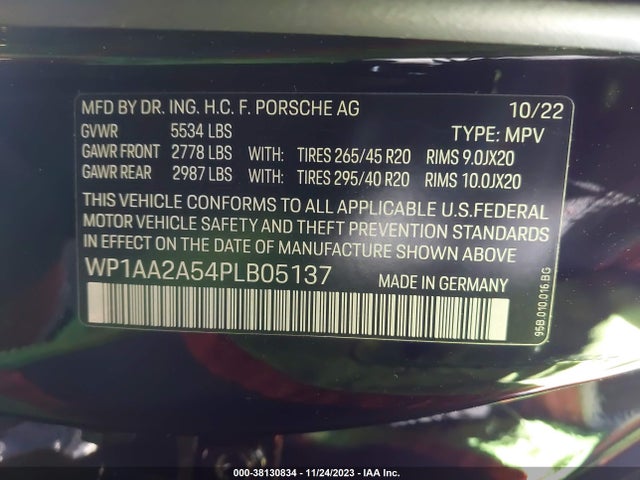 MFD BY DR. ING. H.C. F. PORSCHE AG 10/22
GVWR 5534 LBS TYPE: MPV
GAWR FRONT 2778 LBS WITH: TIRES 265/45 R20 RIMS 9.0JX20
GAWR REAR 2987 LBS WITH: TIRES 295/40 R20 RIMS 10.0JX20
THIS VEHICLE CONFORMS TO ALL APPLICABLE U.S.FEDERAL
MOTOR VEHICLE SAFETY AND THEFT PREVENTION STANDARDS
IN EFFECT ON THE DATE OF MANUFACTURE SHOWN ABOVE
WP1AA2A54PLB05137 MADE IN GERMANY
95B.010.016.BG
000-38130834 - 11/24/2023 - IAA Inc.